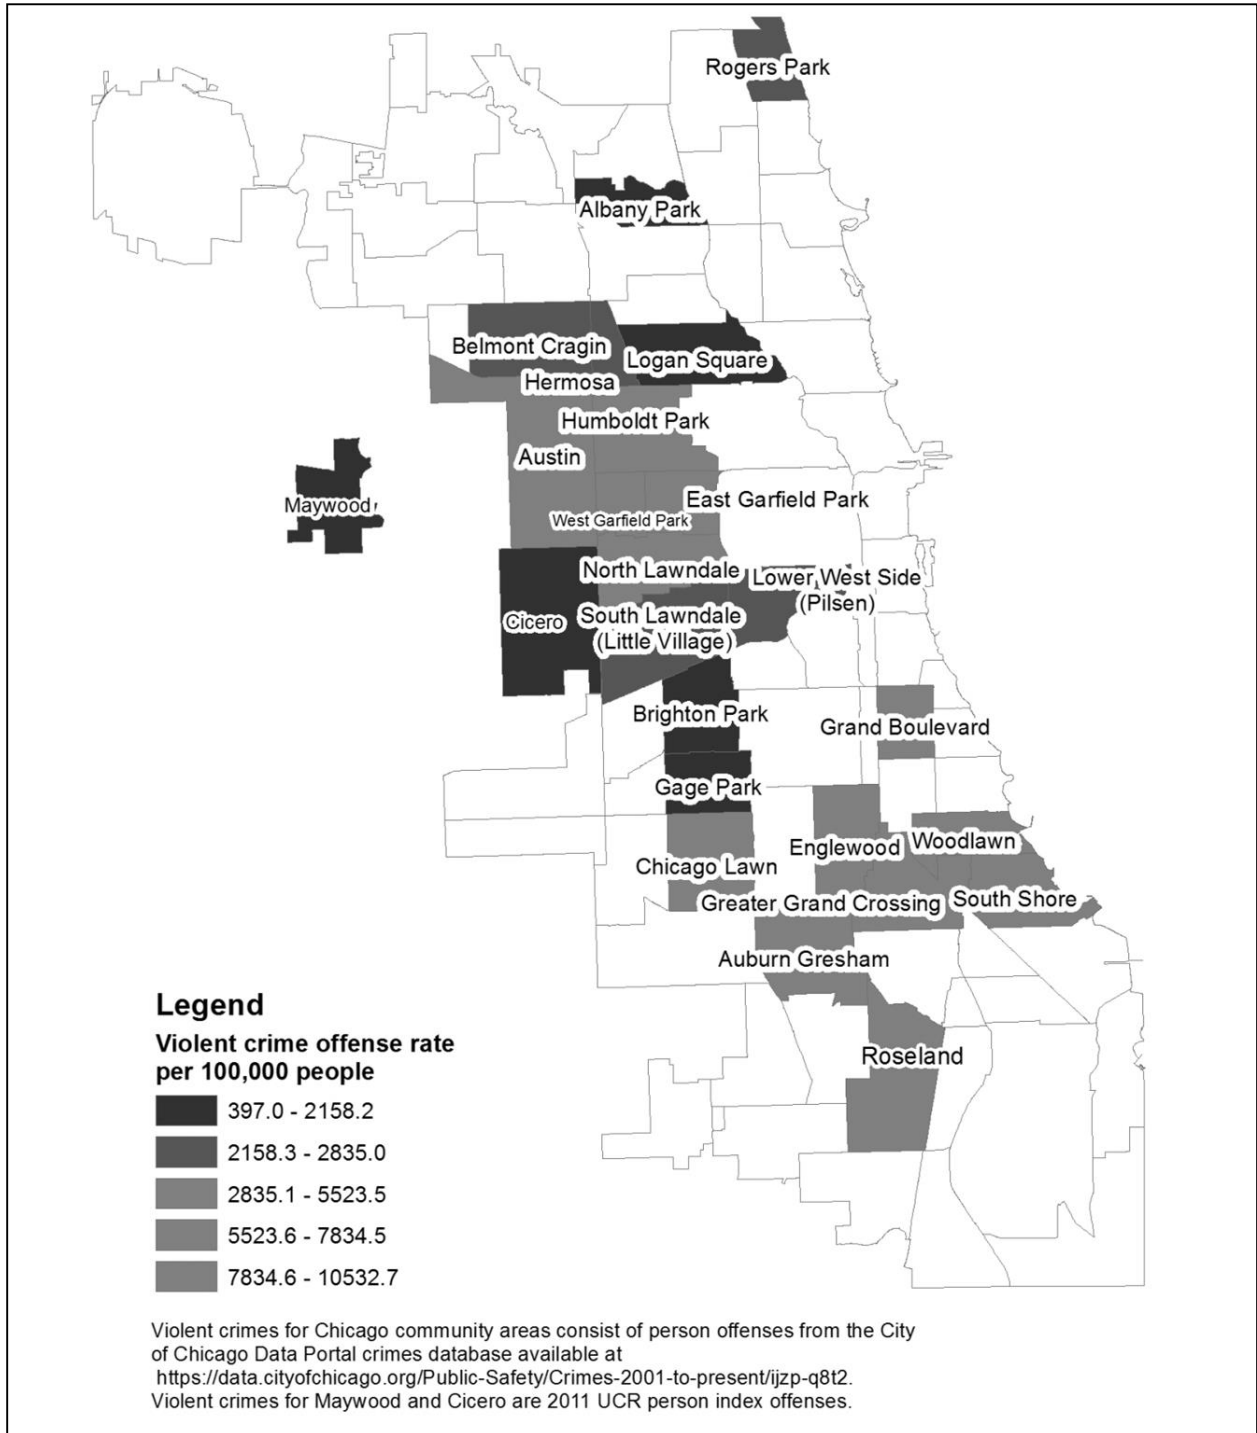 Rogers Park
Albany Park
Belmont Cragin
Logan Square
Hermosa
Humboldt Park
Austin
Maywood
East Garfield Park
West Garfield Park
North Lawndale
Lower West Side
(Pilsen)
Cicero
South Lawndale
(Little Village)
Brighton Park
Grand Boulevard
Gage Park
Englewood
Woodlawn
Chicago Lawn
Greater Grand Crossing
South Shore
Auburn Gresham
Roseland
Legend
Violent crime offense rate
per 100,000 people
397.0 - 2158.2
2158.3 - 2835.0
2835.1 - 5523.5
5523.6 - 7834.5
7834.6 - 10532.7
Violent crimes for Chicago community areas consist of person offenses from the City
of Chicago Data Portal crimes database available at
https://data.cityofchicago.org/Public-Safety/Crimes-2001-to-present/ijzp-q8t2.
Violent crimes for Maywood and Cicero are 2011 UCR person index offenses.